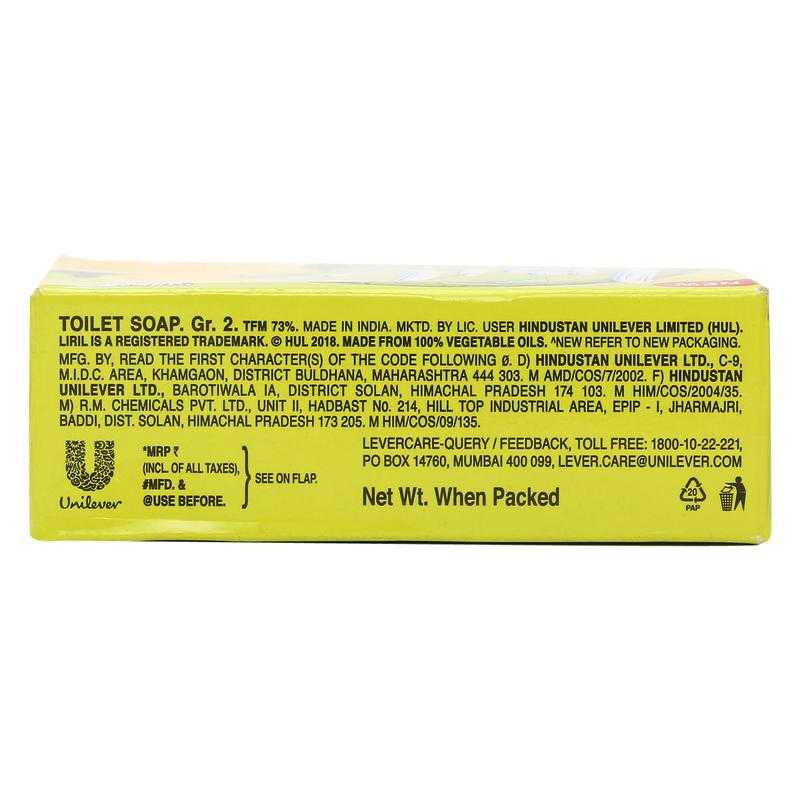 TOILET SOAP. Gr. 2. TFM 73%. MADE IN INDIA. MKTD. BY LIC. USER HINDUSTAN UNILEVER LIMITED (HUL).
LIRIL IS A REGISTERED TRADEMARK. © HUL 2018. MADE FROM 100% VEGETABLE OILS. ^NEW REFER TO NEW PACKAGING.
MFG. BY, READ THE FIRST CHARACTER(S) OF THE CODE FOLLOWING Ø. D) HINDUSTAN UNILEVER LTD., C-9,
M.I.D.C. AREA, KHAMGAON, DISTRICT BULDHANA, MAHARASHTRA 444 303. M AMD/COS/7/2002. F) HINDUSTAN
UNILEVER LTD., BAROTIWALA IA, DISTRICT SOLAN, HIMACHAL PRADESH 174 103. M HIM/COS/2004/35.
M) R.M. CHEMICALS PVT. LTD., UNIT II, HADBAST No. 214, HILL TOP INDUSTRIAL AREA, EPIP - I, JHARMAJRI,
BADDI, DIST. SOLAN, HIMACHAL PRADESH 173 205. M HIM/COS/09/135.
Unilever
*MRP ₹
(INCL. OF ALL TAXES),
#MFD. &
@USE BEFORE.
SEE ON FLAP.
LEVERCARE-QUERY / FEEDBACK, TOLL FREE: 1800-10-22-221,
PO BOX 14760, MUMBAI 400 099, LEVER.CARE@UNILEVER.COM
Net Wt. When Packed
20
PAP